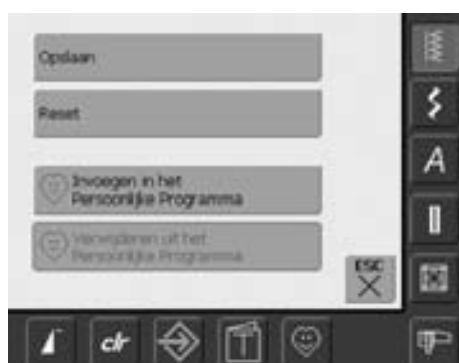 Opslaan
Reset
Invoegen in het
Persoonlijke Programma
Verwijderen uit het
Persoonlijke Programma
ESC
A
clr